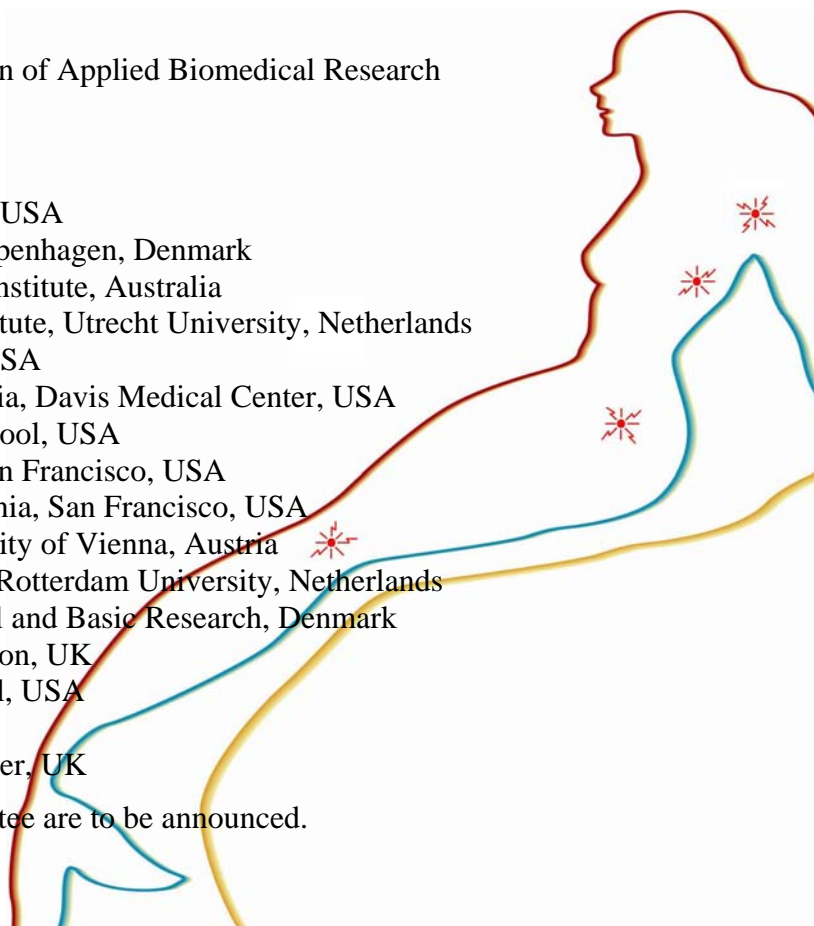 n of Applied Biomedical Research
USA
penhagen, Denmark
nstitute, Australia
tute, Utrecht University, Netherlands
SA
ia, Davis Medical Center, USA
ool, USA
n Francisco, USA
nia, San Francisco, USA
ity of Vienna, Austria
Rotterdam University, Netherlands
l and Basic Research, Denmark
on, UK
l, USA
er, UK
tee are to be announced.